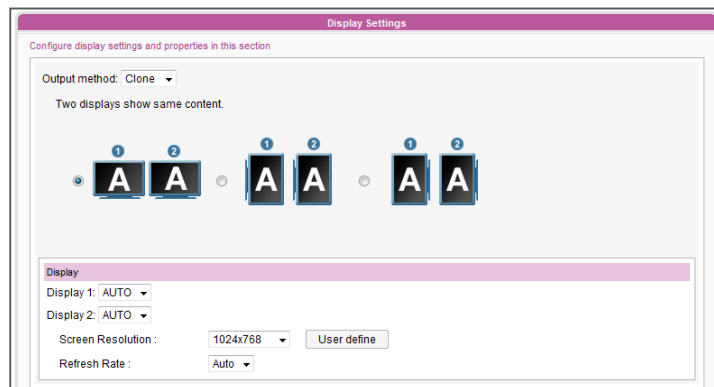 Display Settings
Configure display settings and properties in this section
Output method: Clone
Two displays show same content.
1 2 1 2 1 2
A A A A A A
Display
Display 1: AUTO
Display 2: AUTO
Screen Resolution : 1024x768 User define
Refresh Rate : Auto